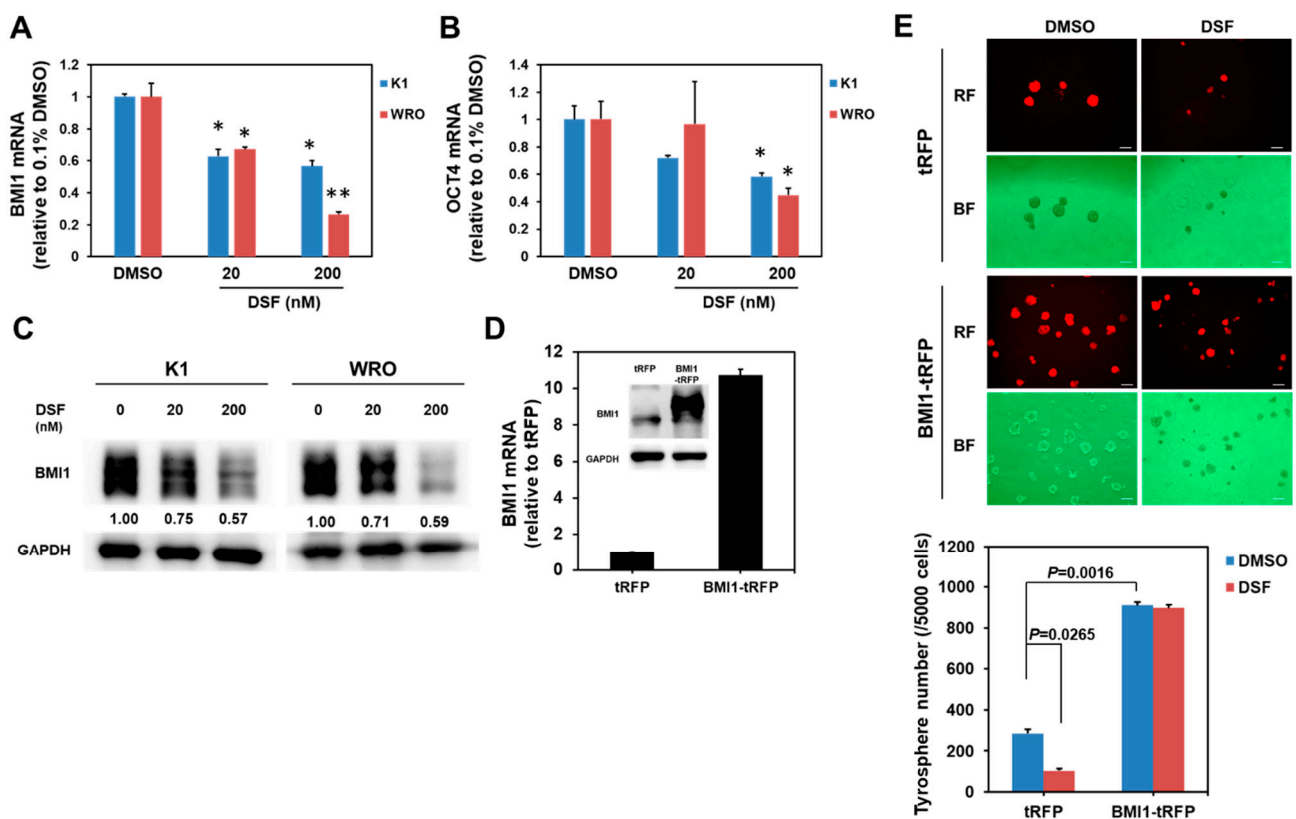 A
BMI1 mRNA
(relative to 0.1% DMSO)
1.2
1
0.8
0.6
0.4
0.2
0
* *
*
**
K1
WRO
DMSO
20
200
DSF (nM)
B
OCT4 mRNA
(relative to 0.1% DMSO)
1.4
1.2
1
0.8
0.6
0.4
0.2
0
*
*
K1
WRO
DMSO
20
200
DSF (nM)
C
K1
WRO
DSF
(nM)
0 20 200 0 20 200
BMI1
1.00 0.75 0.57 1.00 0.71 0.59
GAPDH
D
BMI1 mRNA
(relative to tRFP)
12
10
8
6
4
2
0
tRFP
BMI1
-tRFP
BMI1
GAPDH
tRFP
BMI1-tRFP
E
DMSO
DSF
tRFP
RF
BF
BMI1-tRFP
RF
BF
Tyrosphere number (/5000 cells)
1200
1000
800
600
400
200
0
P=0.0016
P=0.0265
DMSO
DSF
tRFP
BMI1-tRFP